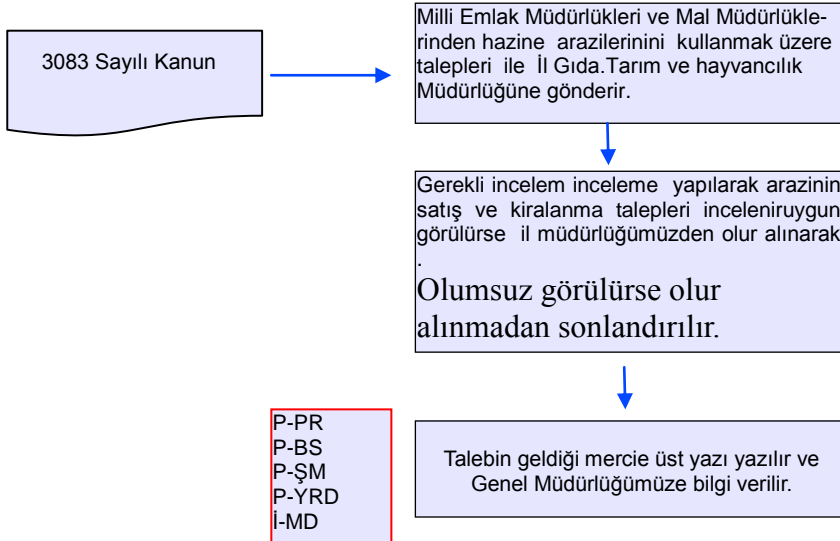 3083 Sayılı Kanun
Milli Emlak Müdürlükleri ve Mal Müdürlükle-
rinden hazine arazilerinini kullanmak üzere
talepleri ile İl Gıda.Tarım ve hayvancılık
Müdürlüğüne gönderir.
Gerekli incelem inceleme yapılarak arazinin
satış ve kiralanma talepleri inceleniruygun
görülürse il müdürlüğümüzden olur alınarak
.
Olumsuz görülürse olur
alınmadan sonlandırılır.
P-PR
P-BS
P-ŞM
P-YRD
İ-MD
Talebin geldiği mercie üst yazı yazılır ve
Genel Müdürlüğümüze bilgi verilir.